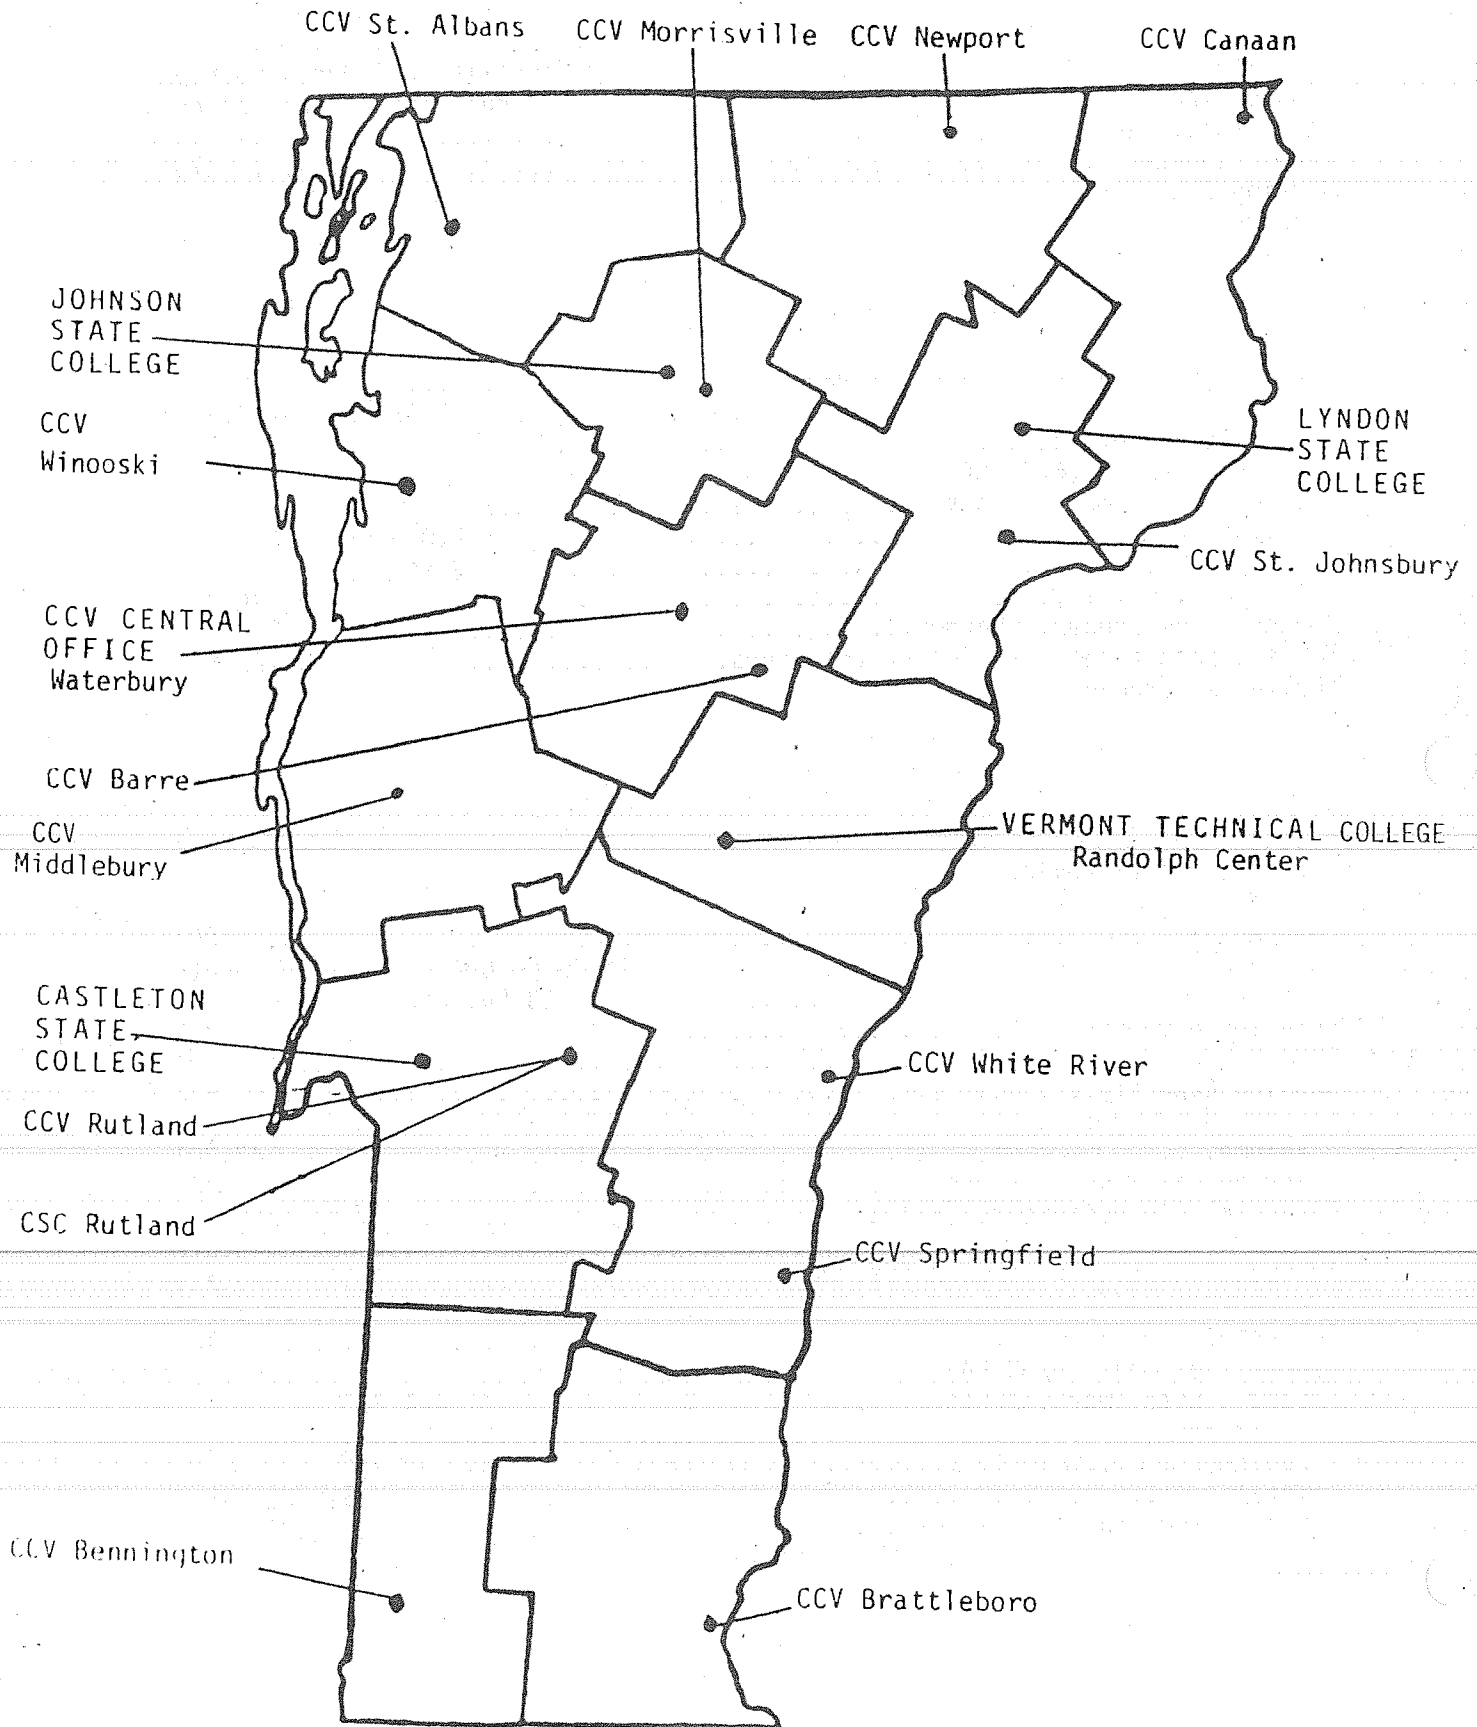 CCV St. Albans
CCV Morrisville
CCV Newport
CCV Canaan
JOHNSON
STATE
COLLEGE
CCV
Winooski
LYNDON
STATE
COLLEGE
CCV St. Johnsbury
CCV CENTRAL
OFFICE
Waterbury
CCV Barre
CCV
Middlebury
VERMONT TECHNICAL COLLEGE
Randolph Center
CASTLETON
STATE
COLLEGE
CCV White River
CCV Rutland
CSC Rutland
CCV Springfield
CCV Bennington
CCV Brattleboro